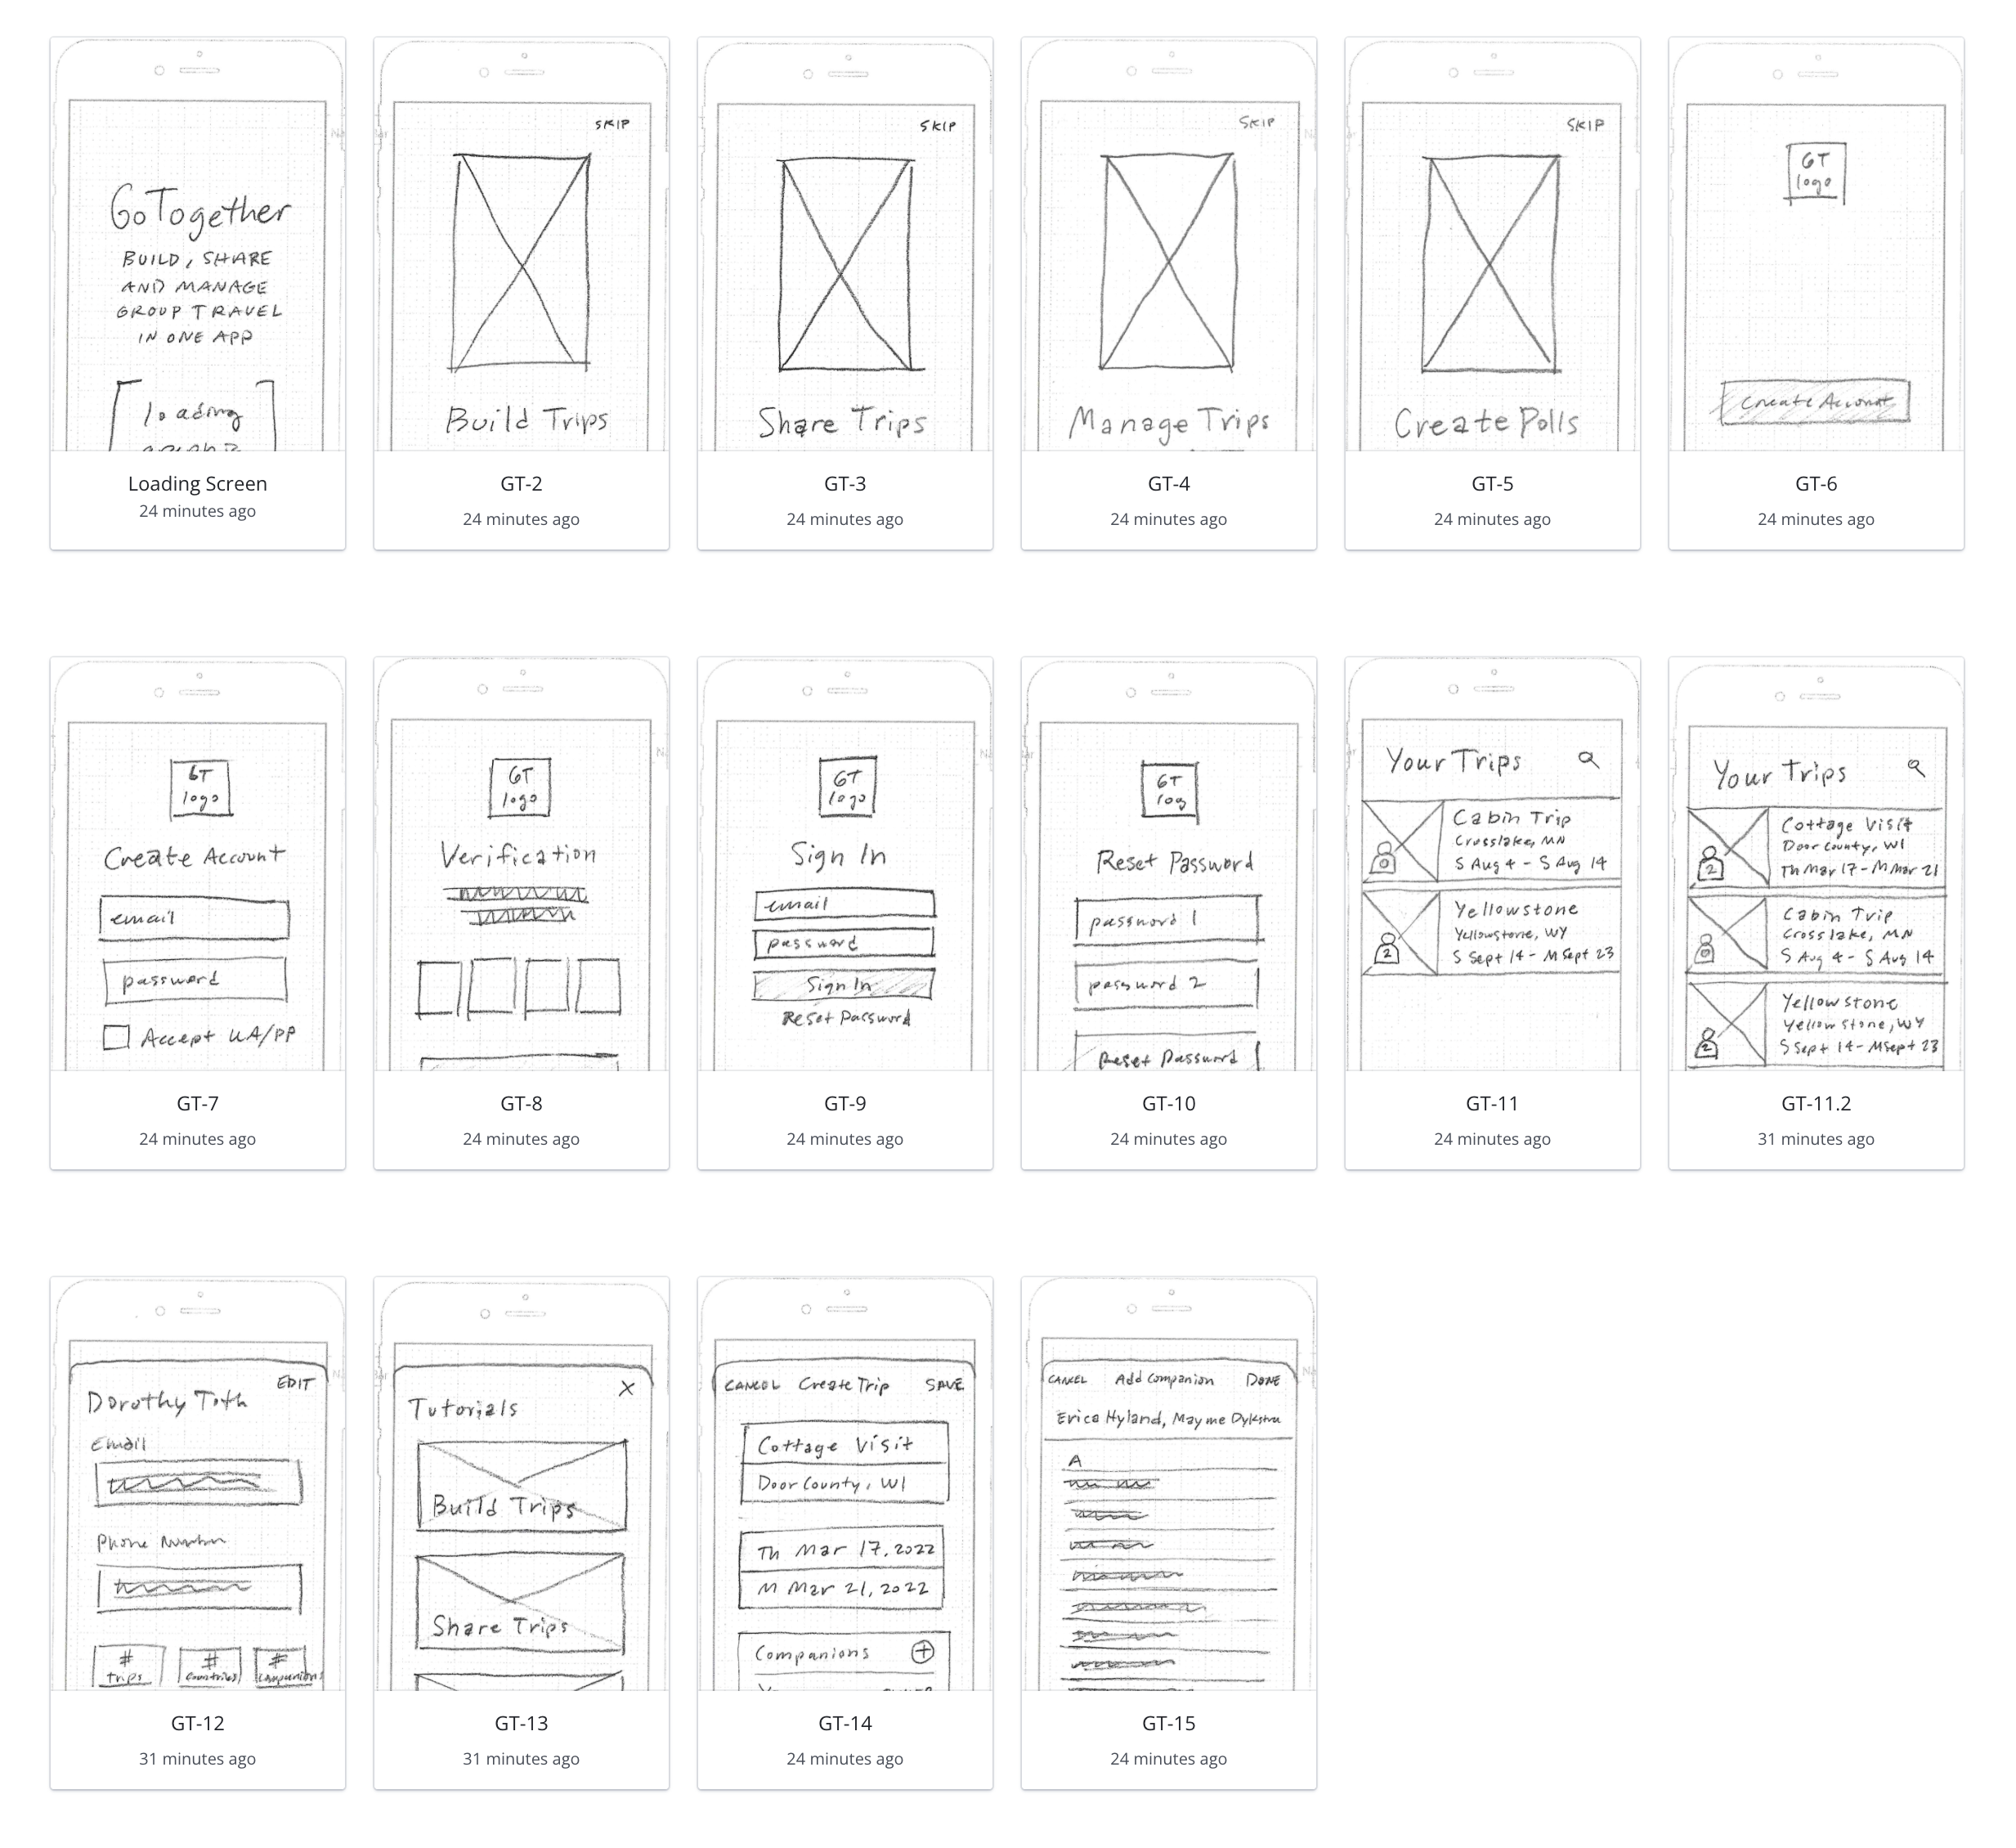 GoTogether
BUILD, SHARE
AND MANAGE
GROUP TRAVEL
IN ONE APP
loading
Loading Screen
24 minutes ago
SKIP
Build Trips
GT-2
24 minutes ago
SKIP
Share Trips
GT-3
24 minutes ago
SKIP
Manage Trips
GT-4
24 minutes ago
SKIP
Create Polls
GT-5
24 minutes ago
GT
logo
Create Account
GT-6
24 minutes ago
GT
logo
Create Account
email
password
Accept UA/PP
GT-7
24 minutes ago
GT
logo
Verification
GT-8
24 minutes ago
GT
logo
Sign In
email
password
Sign In
Reset Password
GT-9
24 minutes ago
GT
log
Reset Password
password 1
password 2
Reset Password
GT-10
24 minutes ago
Your Trips
Cabin Trip
Crosslake, MN
S Aug 4 - S Aug 14
0
Yellowstone
Yellowstone, WY
S Sept 14 - M Sept 23
2
GT-11
24 minutes ago
Your Trips
Cottage Visit
Door County, WI
Th Mar 17 - M Mar 21
2
Cabin Trip
Crosslake, MN
S Aug 4 - S Aug 14
0
Yellowstone
Yellowstone, WY
S Sept 14 - M Sept 23
2
GT-11.2
31 minutes ago
EDIT
Dorothy Toth
Email
Phone Number
# # #
trips countries companions
GT-12
31 minutes ago
X
Tutorials
Build Trips
Share Trips
GT-13
31 minutes ago
CANCEL Create Trip SAVE
Cottage Visit
Door County, WI
Th Mar 17, 2022
M Mar 21, 2022
Companions +
GT-14
24 minutes ago
CANCEL Add Companion DONE
Erica Hyland, Mayme Dykstra
A
GT-15
24 minutes ago